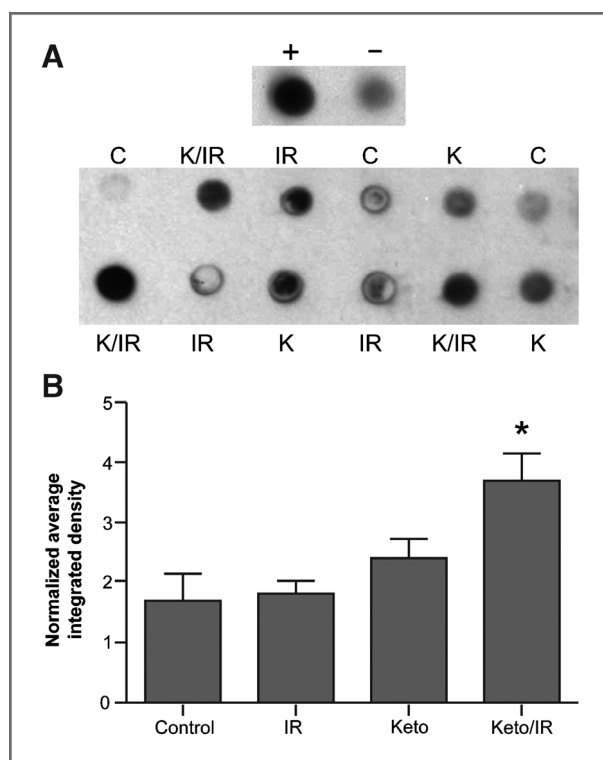 A
+ −
C K/IR IR C K C
K/IR IR K IR K/IR K
B
Normalized average
integrated density
5
4
3
2
1
0
*
Control IR Keto Keto/IR